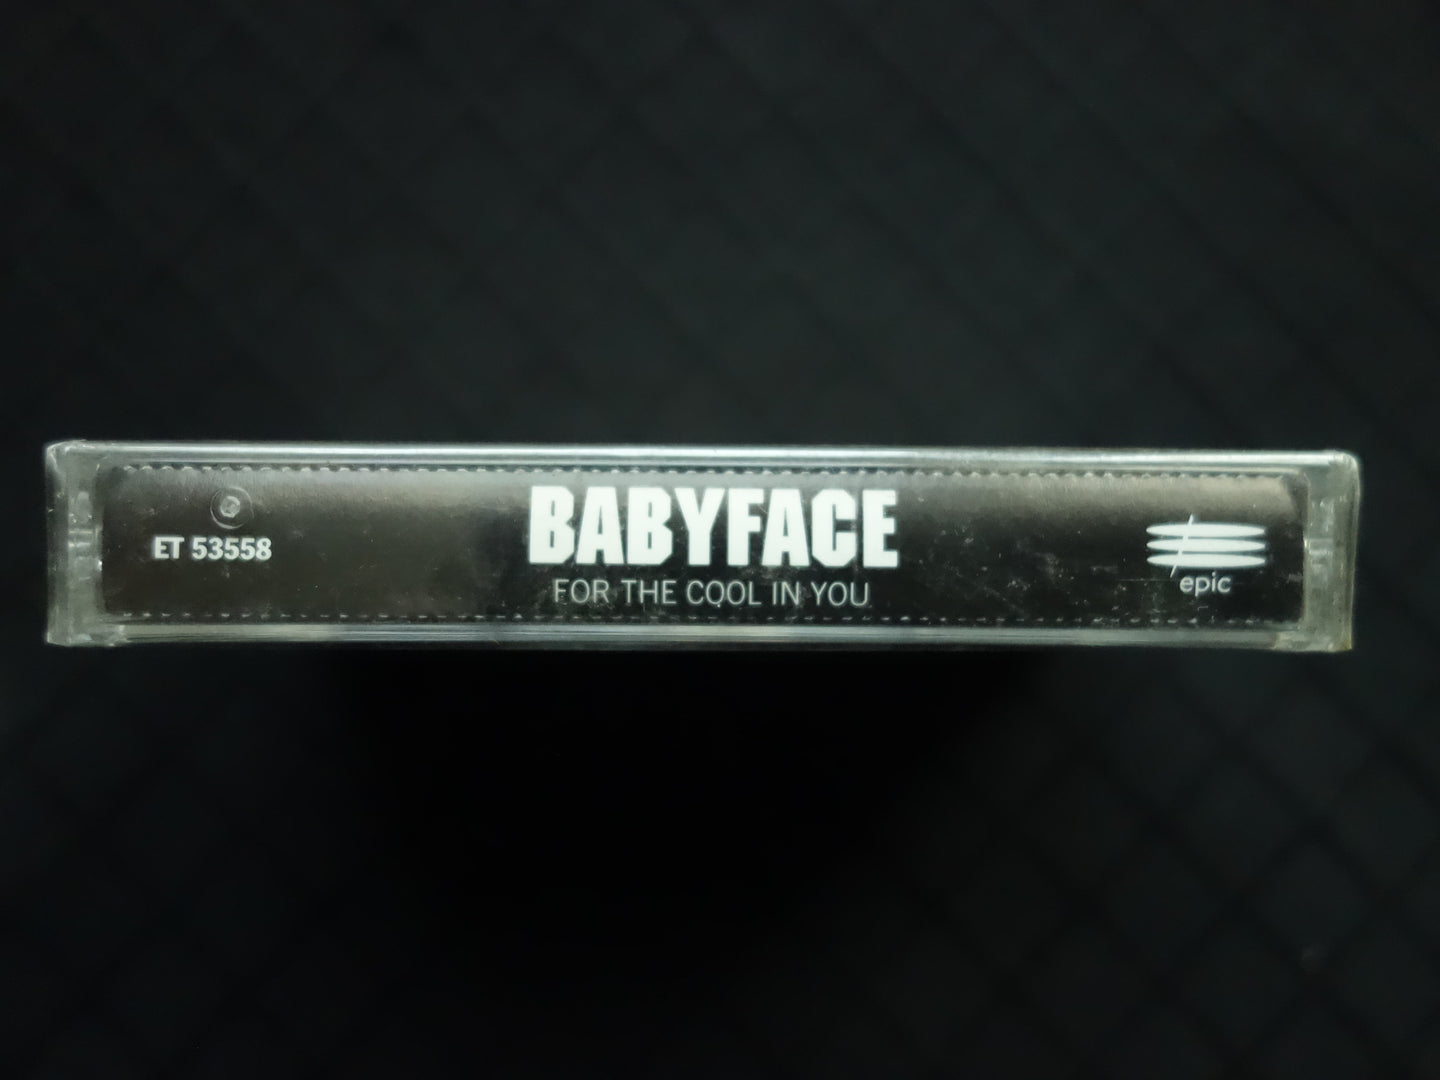 BABYFACE
FOR THE COOL IN YOU
ET 53558
epic